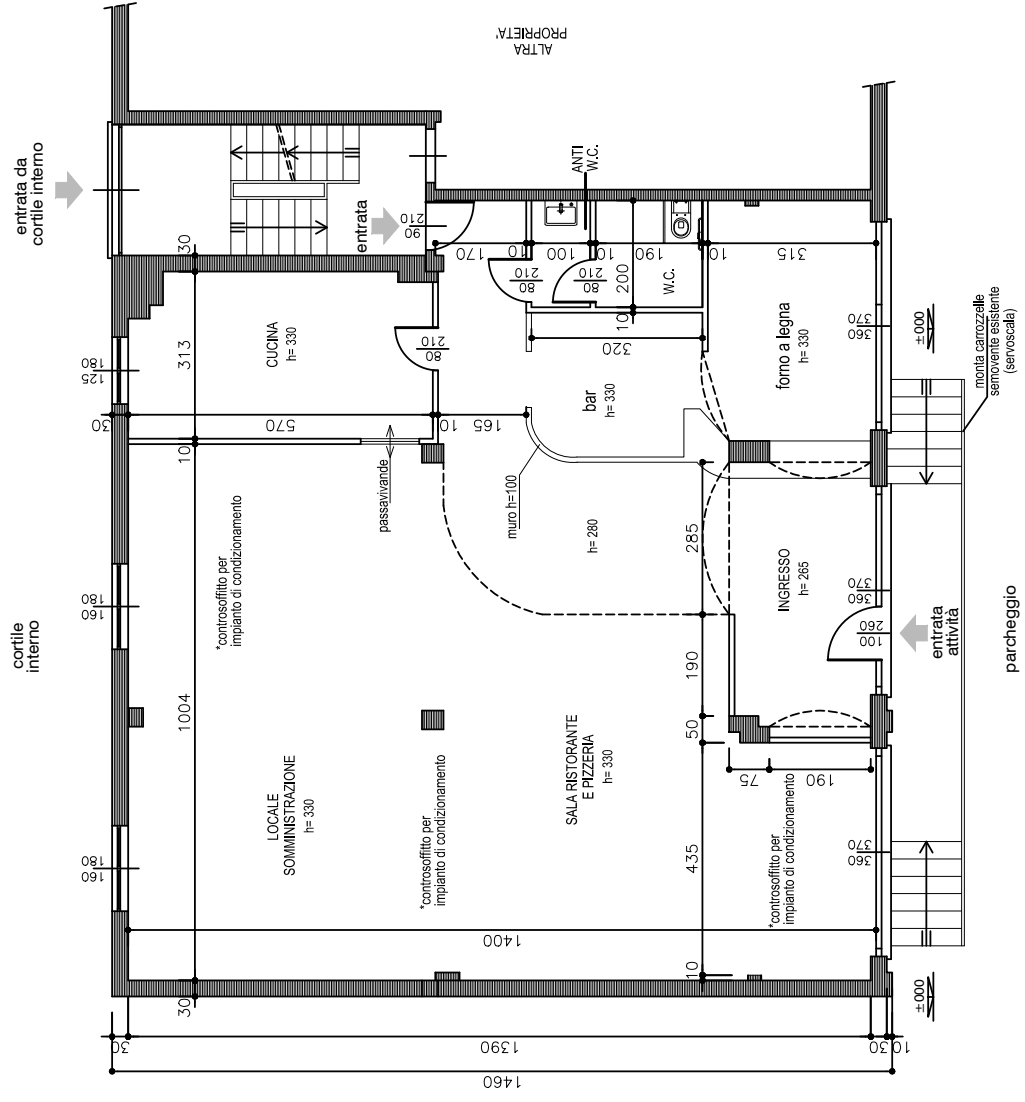 cortile
interno
entrata da
cortile interno
ALTRA
PROPRIETA'
180
160
180
160
180
125
30
30
1004
10
313
30
30
570
10
165
CUCINA
h= 330
80
210
entrata
90
210
170
10
100
10
190
10
315
80
210
80
210
ANTI
W.C.
W.C.
200
10
320
passavivande
*controsoffitto per
impianto di condizionamento
LOCALE
SOMMINISTRAZIONE
h= 330
*controsoffitto per
impianto di condizionamento
SALA RISTORANTE
E PIZZERIA
h= 330
muro h=100
h= 280
bar
h= 330
forno a legna
h= 330
285
190
50
435
10
INGRESSO
h= 265
75
190
*controsoffitto per
impianto di condizionamento
1400
370
360
370
360
370
360
260
100
entrata
attività
±000
±000
monta carrozzelle
semovente esistente
(servoscala)
parcheggio
30
1390
10
30
1460